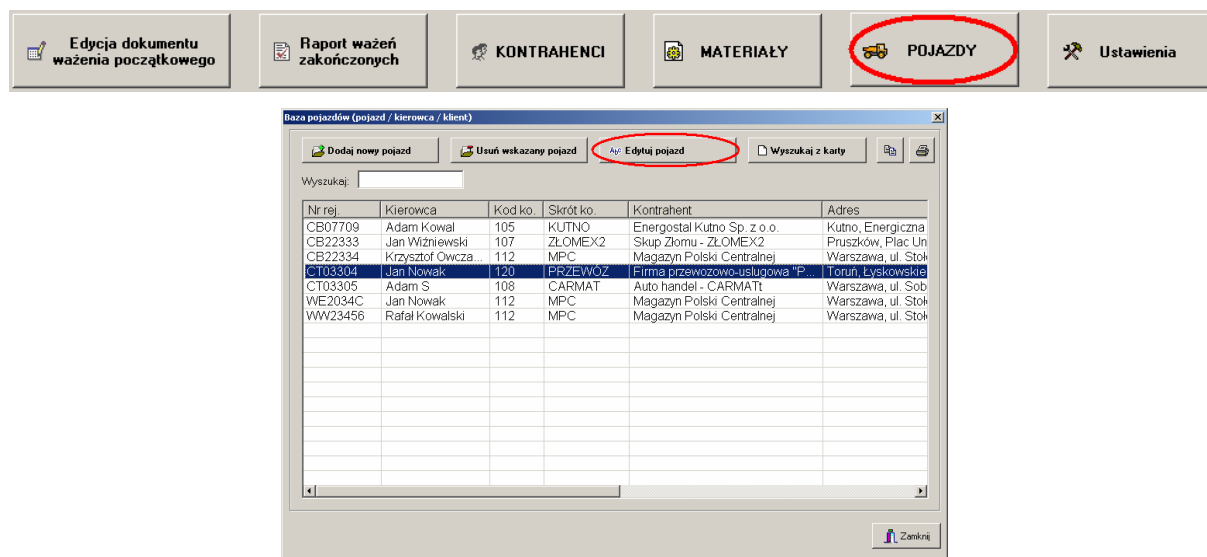 Edycja dokumentu
ważenia początkowego
Raport ważeń
zakończonych
KONTRAHENCI
MATERIAŁY
POJAZDY
Ustawienia
Baza pojazdów (pojazd / kierowca / klient)
Dodaj nowy pojazd
Usuń wskazany pojazd
Edytuj pojazd
Wyszukaj z karty
Wyszukaj:
Nr rej. Kierowca Kod ko. Skrót ko. Kontrahent Adres
CB07709 Adam Kowal 105 KUTNO Energostal Kutno Sp. z o.o. Kutno, Energiczna
CB22333 Jan Wiźniewski 107 ZŁOMEX2 Skup Złomu - ZŁOMEX2 Pruszków, Plac Un
CB22334 Krzysztof Owcza... 112 MPC Magazyn Polski Centralnej Warszawa, ul. Stoł
CT03304 Jan Nowak 120 PRZEWÓZ Firma przewozowo-uslugowa "P... Toruń, Łyskowskie
CT03305 Adam S 108 CARMAT Auto handel - CARMATt Warszawa, ul. Sob
WE2034C Jan Nowak 112 MPC Magazyn Polski Centralnej Warszawa, ul. Stoł
WW23456 Rafał Kowalski 112 MPC Magazyn Polski Centralnej Warszawa, ul. Stoł
Zamknij